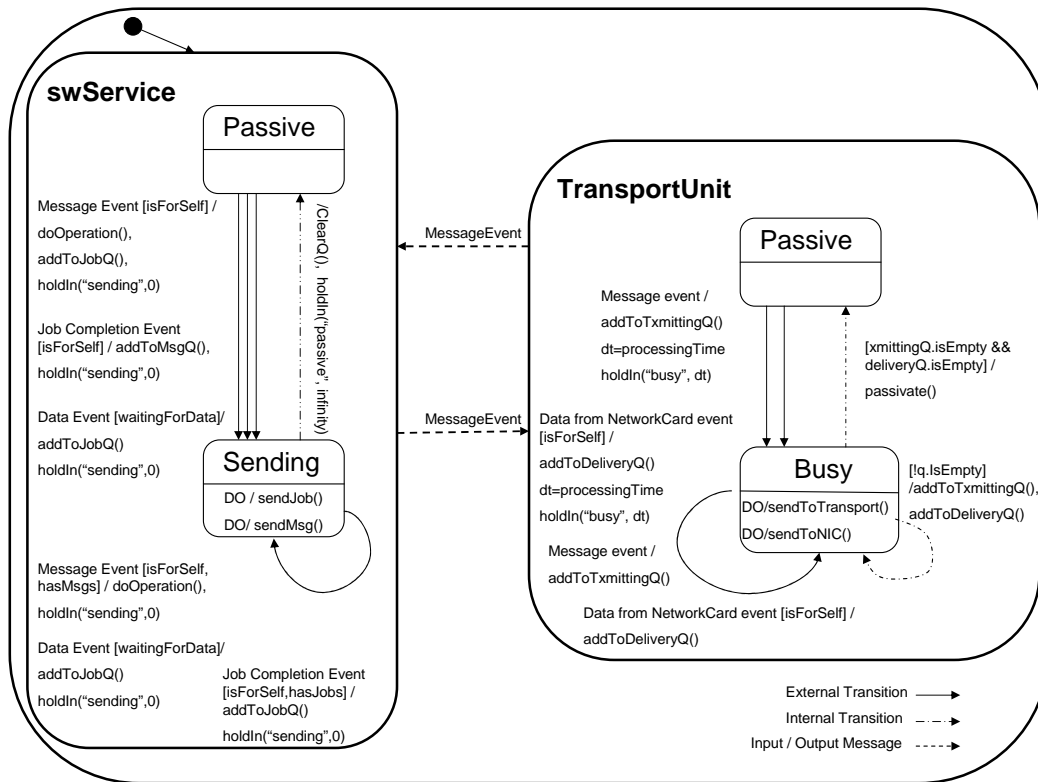 swService
Passive
Message Event [isForSelf] /
doOperation(),
addToJobQ(),
holdIn(“sending”,0)
/ClearQ(), holdIn(“passive”, infinity)
Job Completion Event
[isForSelf] / addToMsgQ(),
holdIn(“sending”,0)
Data Event [waitingForData]/
addToJobQ()
holdIn(“sending”,0)
Sending
DO / sendJob()
DO/ sendMsg()
Message Event [isForSelf,
hasMsgs] / doOperation(),
holdIn(“sending”,0)
Data Event [waitingForData]/
addToJobQ()
holdIn(“sending”,0)
Job Completion Event
[isForSelf,hasJobs] /
addToJobQ()
holdIn(“sending”,0)
MessageEvent
MessageEvent
TransportUnit
Passive
Message event /
addToTxmittingQ()
dt=processingTime
holdIn(“busy”, dt)
[xmittingQ.isEmpty &&
deliveryQ.isEmpty] /
passivate()
Data from NetworkCard event
[isForSelf] /
addToDeliveryQ()
dt=processingTime
holdIn(“busy”, dt)
Busy
DO/sendToTransport()
DO/sendToNIC()
[!q.IsEmpty]
/addToTxmittingQ(),
addToDeliveryQ()
Message event /
addToTxmittingQ()
Data from NetworkCard event [isForSelf] /
addToDeliveryQ()
External Transition
Internal Transition
Input / Output Message